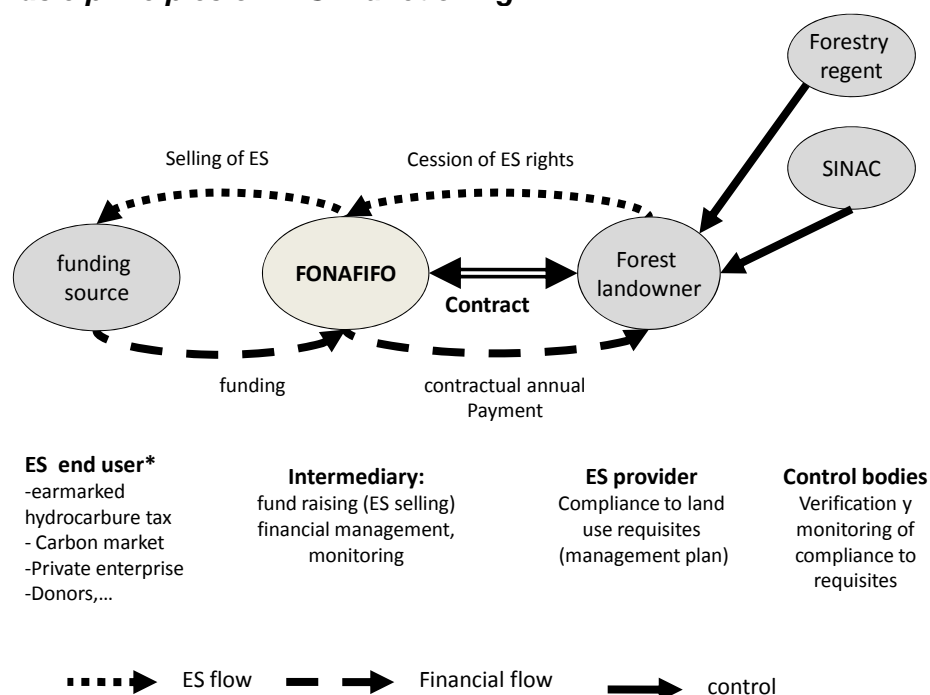 Forestry
regent
SINAC
Selling of ES
Cession of ES rights
funding
source
FONAFIFO
Contract
Forest
landowner
funding
contractual annual
Payment
ES end user*
-earmarked
hydrocarbure tax
- Carbon market
-Private enterprise
-Donors,...
Intermediary:
fund raising (ES selling)
financial management,
monitoring
ES provider
Compliance to land
use requisites
(management plan)
Control bodies
Verification y
monitoring of
compliance to
requisites
ES flow
Financial flow
control